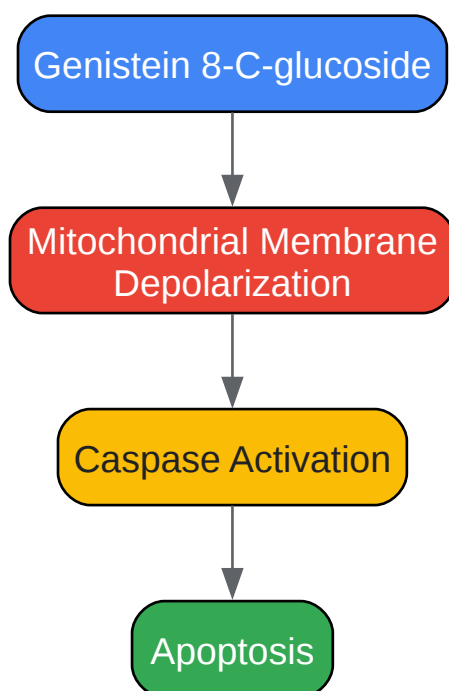 Genistein 8-C-glucoside
Mitochondrial Membrane
Depolarization
Caspase Activation
Apoptosis